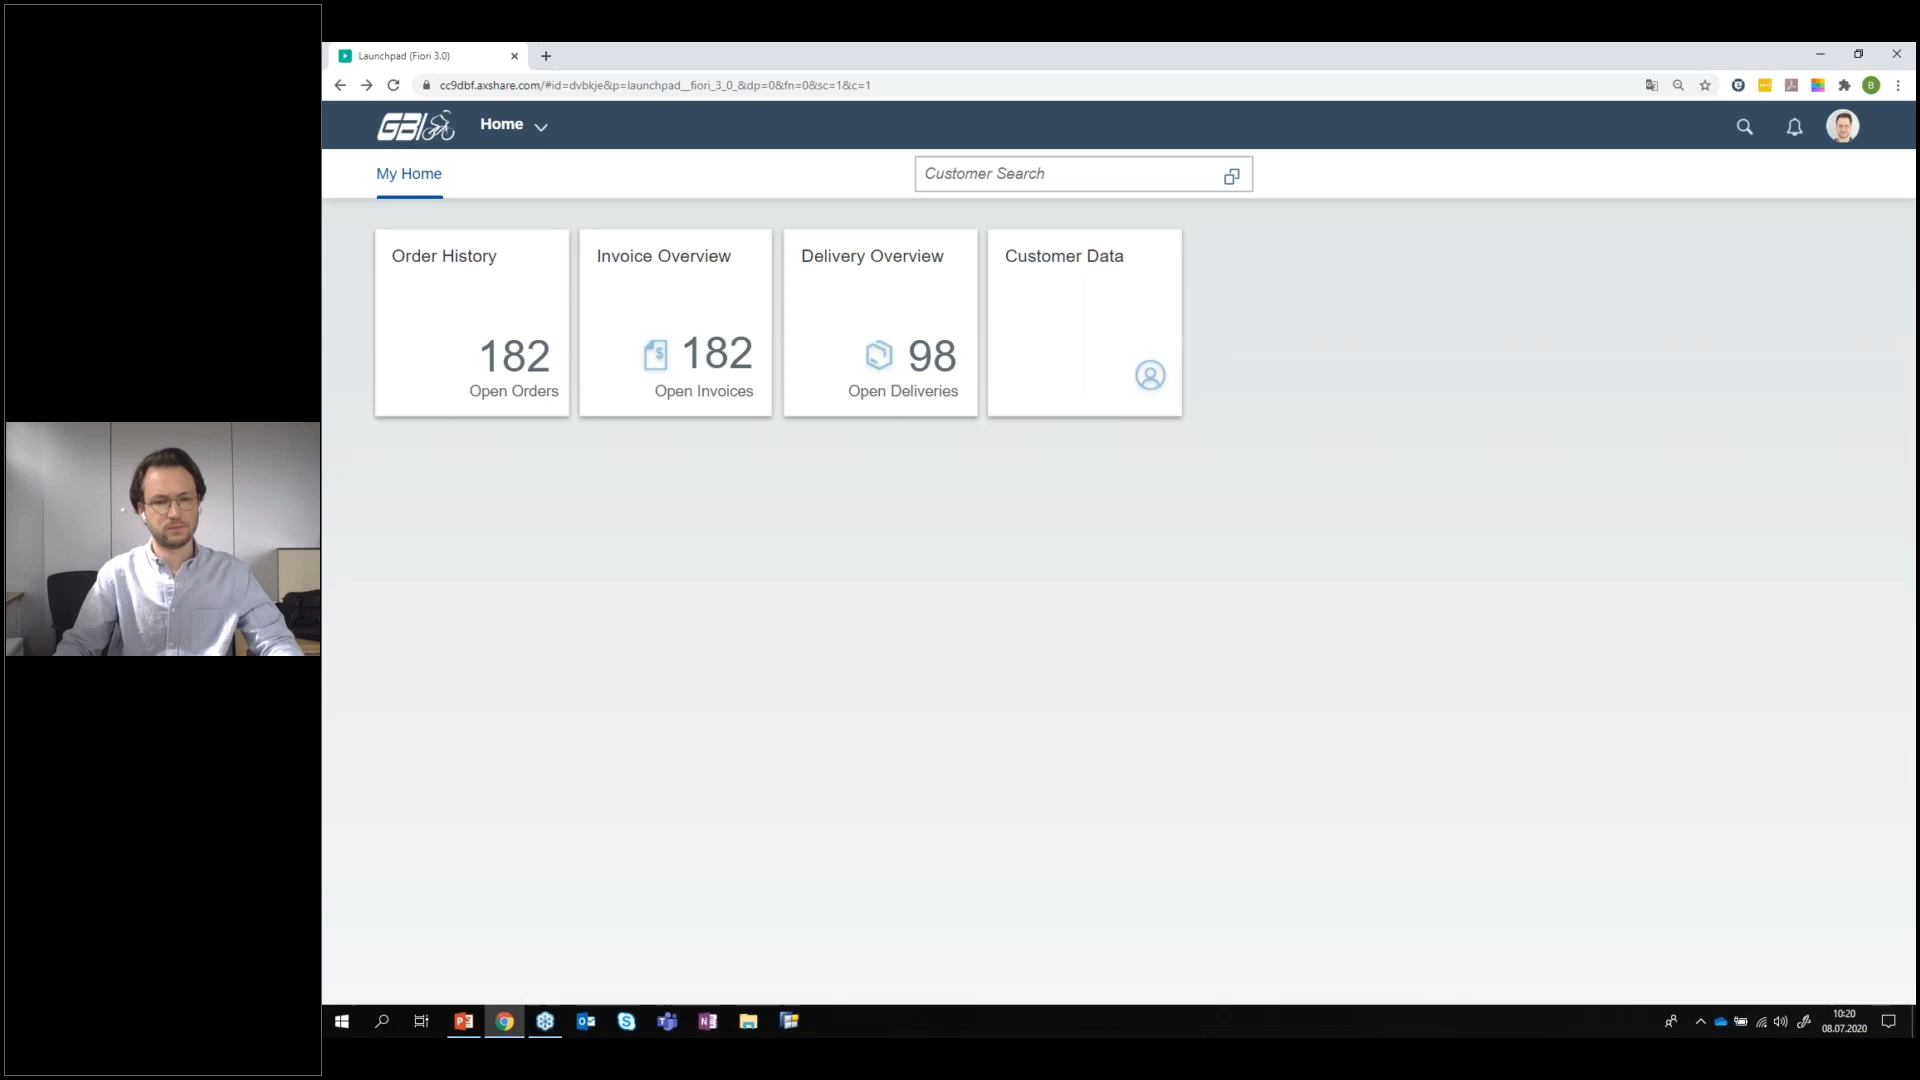 Launchpad (Fiori 3.0)
cc9dbf.axshare.com/#id=dvbkje&p=launchpad__fiori_3_0_&dp=0&fn=0&sc=1&c=1
B
GBI
Home
My Home
Customer Search
Order History
182
Open Orders
Invoice Overview
$ 182
Open Invoices
Delivery Overview
98
Open Deliveries
Customer Data
10:20
08.07.2020